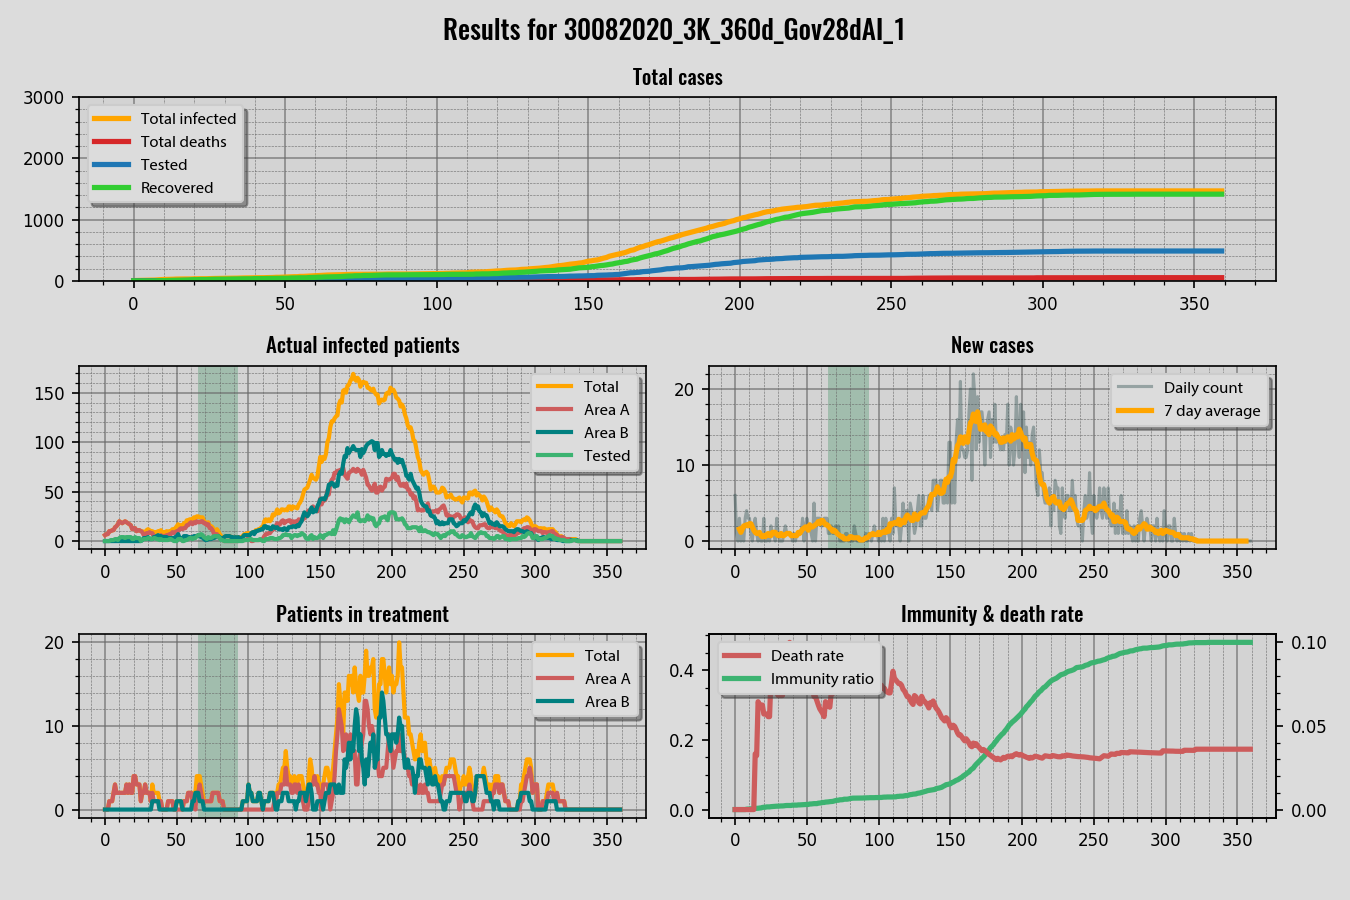 Results for 30082020_3K_360d_Gov28dAI_1
Total cases
3000
2000
1000
0
Total infected
Total deaths
Tested
Recovered
0 50 100 150 200 250 300 350
Actual infected patients
150
100
50
0
Total
Area A
Area B
Tested
0 50 100 150 200 250 300 350
New cases
20
10
0
Daily count
7 day average
0 50 100 150 200 250 300 350
Patients in treatment
20
10
0
Total
Area A
Area B
0 50 100 150 200 250 300 350
Immunity & death rate
0.4
0.2
0.0
Death rate
Immunity ratio
0.10
0.05
0.00
0 50 100 150 200 250 300 350